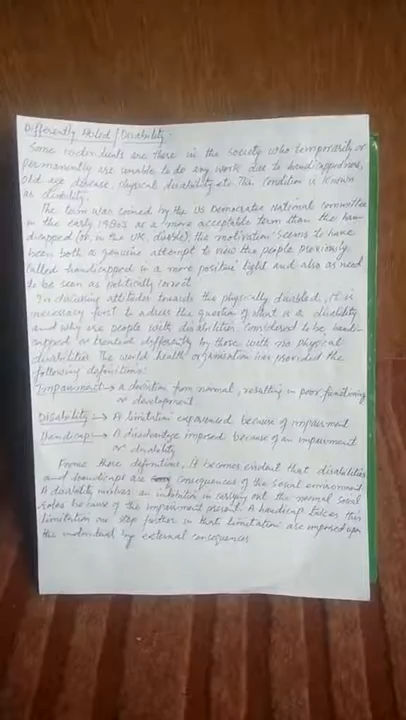 Differently Abled / Disability.
Some individuals are there in the society who temporarily or
permanently are unable to do any work due to handicappedness,
old age disease, physical disability etc. This condition is known
as disability.
The term was coined by the US Democratic National committee
in the early 1980s as a more acceptable term than the han-
dicapped (or, in the UK, disable), the motivation seems to have
been both a genuine attempt to view the people previously
called handicapped in a more positive light and also as need
to be seen as politically correct
In discussing attitudes towards the physically disabled, it is
necessary first to adress the question of what is a disability
and why are people with disabilities considered to be handi-
capped or treated differently by those with no physical
disabilities. The world health organisation has provided the
following definitions:
Impairment → a deviation from normal, resulting in poor functioning
or development
Disability → A limitation experienced because of impairment
Handicap → A disadvantage imposed because of an impairment
or disability
From these definitions, it becomes evident that disabilities
and handicaps are consequences of the social environment.
A disability involves an inhibition in carrying out the normal social
roles because of the impairment present. A handicap takes this
limitation one step further in that limitation are imposed upon
the individual by external consequences